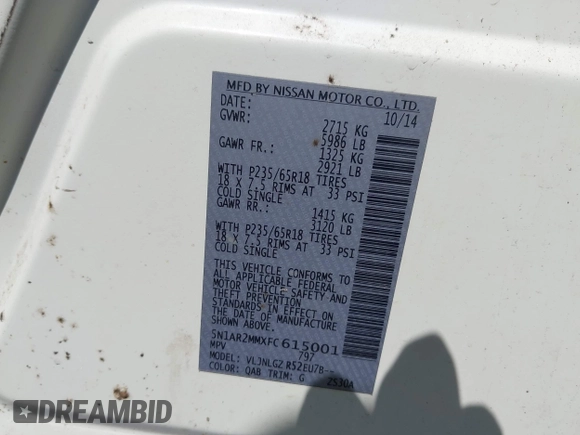 MFD. BY NISSAN MOTOR CO., LTD.
DATE: 10/14
GVWR: 2715 KG
5986 LB
GAWR FR.: 1325 KG
2921 LB
WITH P235/65R18 TIRES
18 X 7.5 RIMS AT 33 PSI
COLD SINGLE
GAWR RR.: 1415 KG
3120 LB
WITH P235/65R18 TIRES
18 X 7.5 RIMS AT 33 PSI
COLD SINGLE
THIS VEHICLE CONFORMS TO
ALL APPLICABLE FEDERAL
MOTOR VEHICLE SAFETY AND
THEFT PREVENTION
STANDARDS IN EFFECT ON
THE DATE OF MANUFACTURE
SHOWN ABOVE.
5N1AR2MMXFC615001
MPV 797
MODEL: VLJNLGZ R52EU7B--
COLOR: QAB TRIM: G 2S30A
DREAMBID